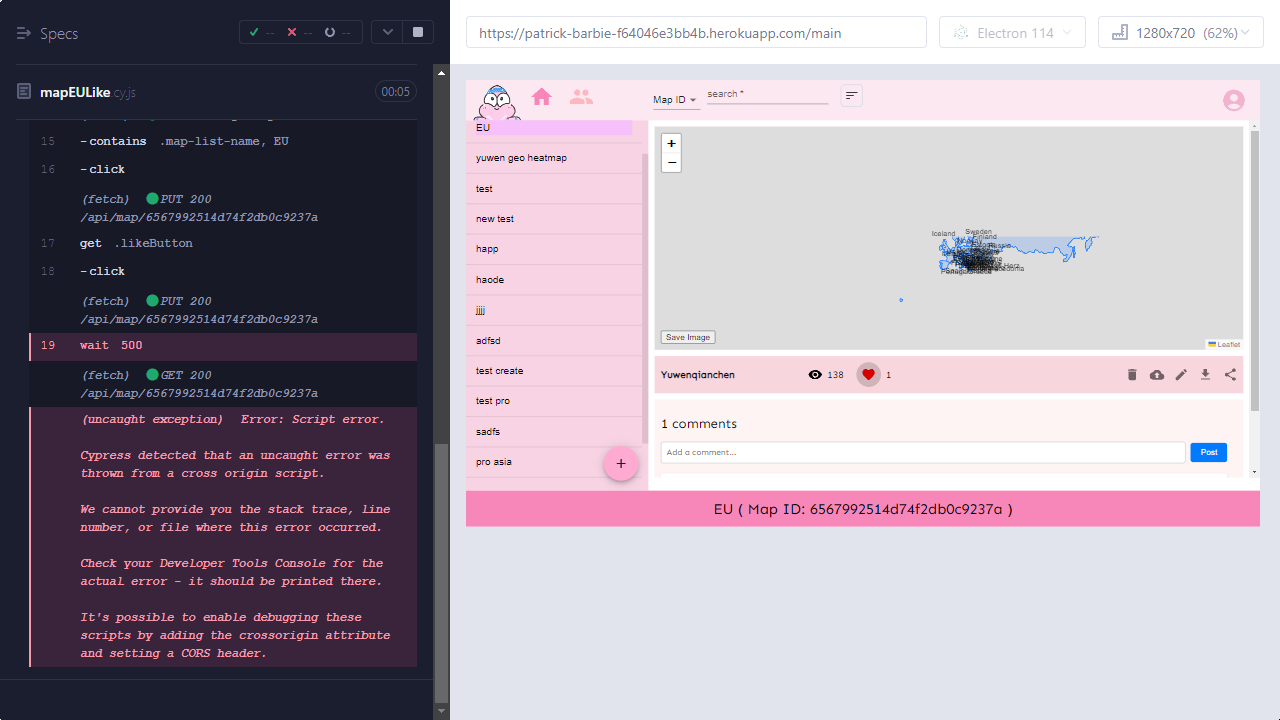 Specs
-- -- --
mapEULike.cy.js 00:05
15 -contains .map-list-name, EU
16 -click
(fetch) PUT 200
/api/map/6567992514d74f2db0c9237a
17 get .likeButton
18 -click
(fetch) PUT 200
/api/map/6567992514d74f2db0c9237a
19 wait 500
(fetch) GET 200
/api/map/6567992514d74f2db0c9237a
(uncaught exception) Error: Script error.
Cypress detected that an uncaught error was
thrown from a cross origin script.
We cannot provide you the stack trace, line
number, or file where this error occurred.
Check your Developer Tools Console for the
actual error - it should be printed there.
It's possible to enable debugging these
scripts by adding the crossorigin attribute
and setting a CORS header.
https://patrick-barbie-f64046e3bb4b.herokuapp.com/main
Electron 114
1280x720 (62%)
Map ID
search *
EU
yuwen geo heatmap
test
new test
happ
haode
jjjj
adfsd
test create
test pro
sadfs
pro asia
+
+
−
Iceland
Sweden
Finland
Russia
Save Image
Leaflet
Yuwenqianchen 138 1
1 comments
Add a comment...
Post
EU ( Map ID: 6567992514d74f2db0c9237a )